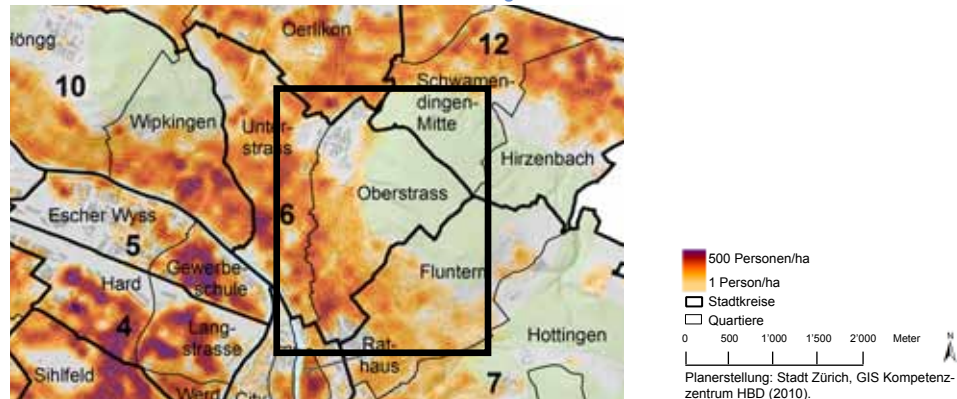 Höngg
Oerlikon
12
10
Schwamen-
dingen-
Mitte
Wipkingen
Unter-
strass
Hirzenbach
Oberstrass
Escher Wyss
6
5
Gewerbe-
schule
Fluntern
Hard
4
Lang-
strasse
Hottingen
Rat-
haus
Sihlfeld
7
Werd
City
500 Personen/ha
1 Person/ha
Stadtkreise
Quartiere
0 500 1'000 1'500 2'000 Meter N
Planerstellung: Stadt Zürich, GIS Kompetenz-
zentrum HBD (2010).